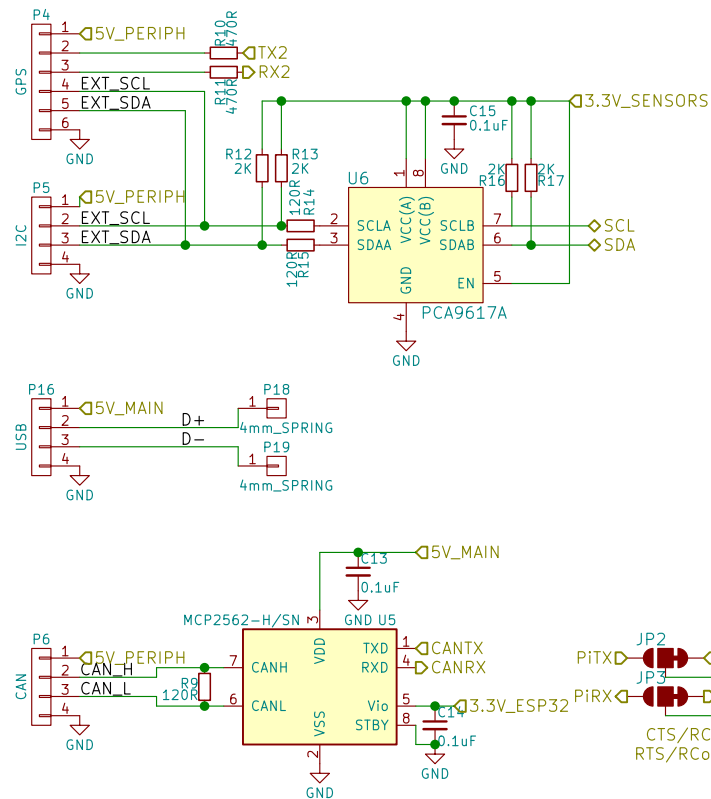 P4
GPS
1 5V_PERIPH
2 R10 470R TX2
3 R11 470R RX2
4 EXT_SCL
5 EXT_SDA
6
GND
3.3V_SENSORS
C15
0.1uF
GND
R12
2K
R13
2K
2K
R16
2K
R17
P5
I2C
1 5V_PERIPH
2 EXT_SCL
3 EXT_SDA
4
GND
120R
R14
120R
R15
U6
1 8
VCC(A) VCC(B)
2 SCLA SCLB 7 SCL
3 SDAA SDAB 6 SDA
GND EN 5
4
PCA9617A
GND
P16
USB
1 5V_MAIN
2 D+
3 D-
4
GND
P18
1
4mm_SPRING
P19
1
4mm_SPRING
5V_MAIN
C13
0.1uF
GND
MCP2562-H/SN U5
3
VDD
P6
CAN
1 5V_PERIPH
2 CAN_H
3 CAN_L
4
GND
R9
120R
7 CANH
6 CANL
TXD 1 CANTX
RXD 4 CANRX
Vio 5 3.3V_ESP32
STBY 8
VSS
2
GND
C14
0.1uF
GND
JP2
PiTX
JP3
PiRX
CTS/RC
RTS/RCo